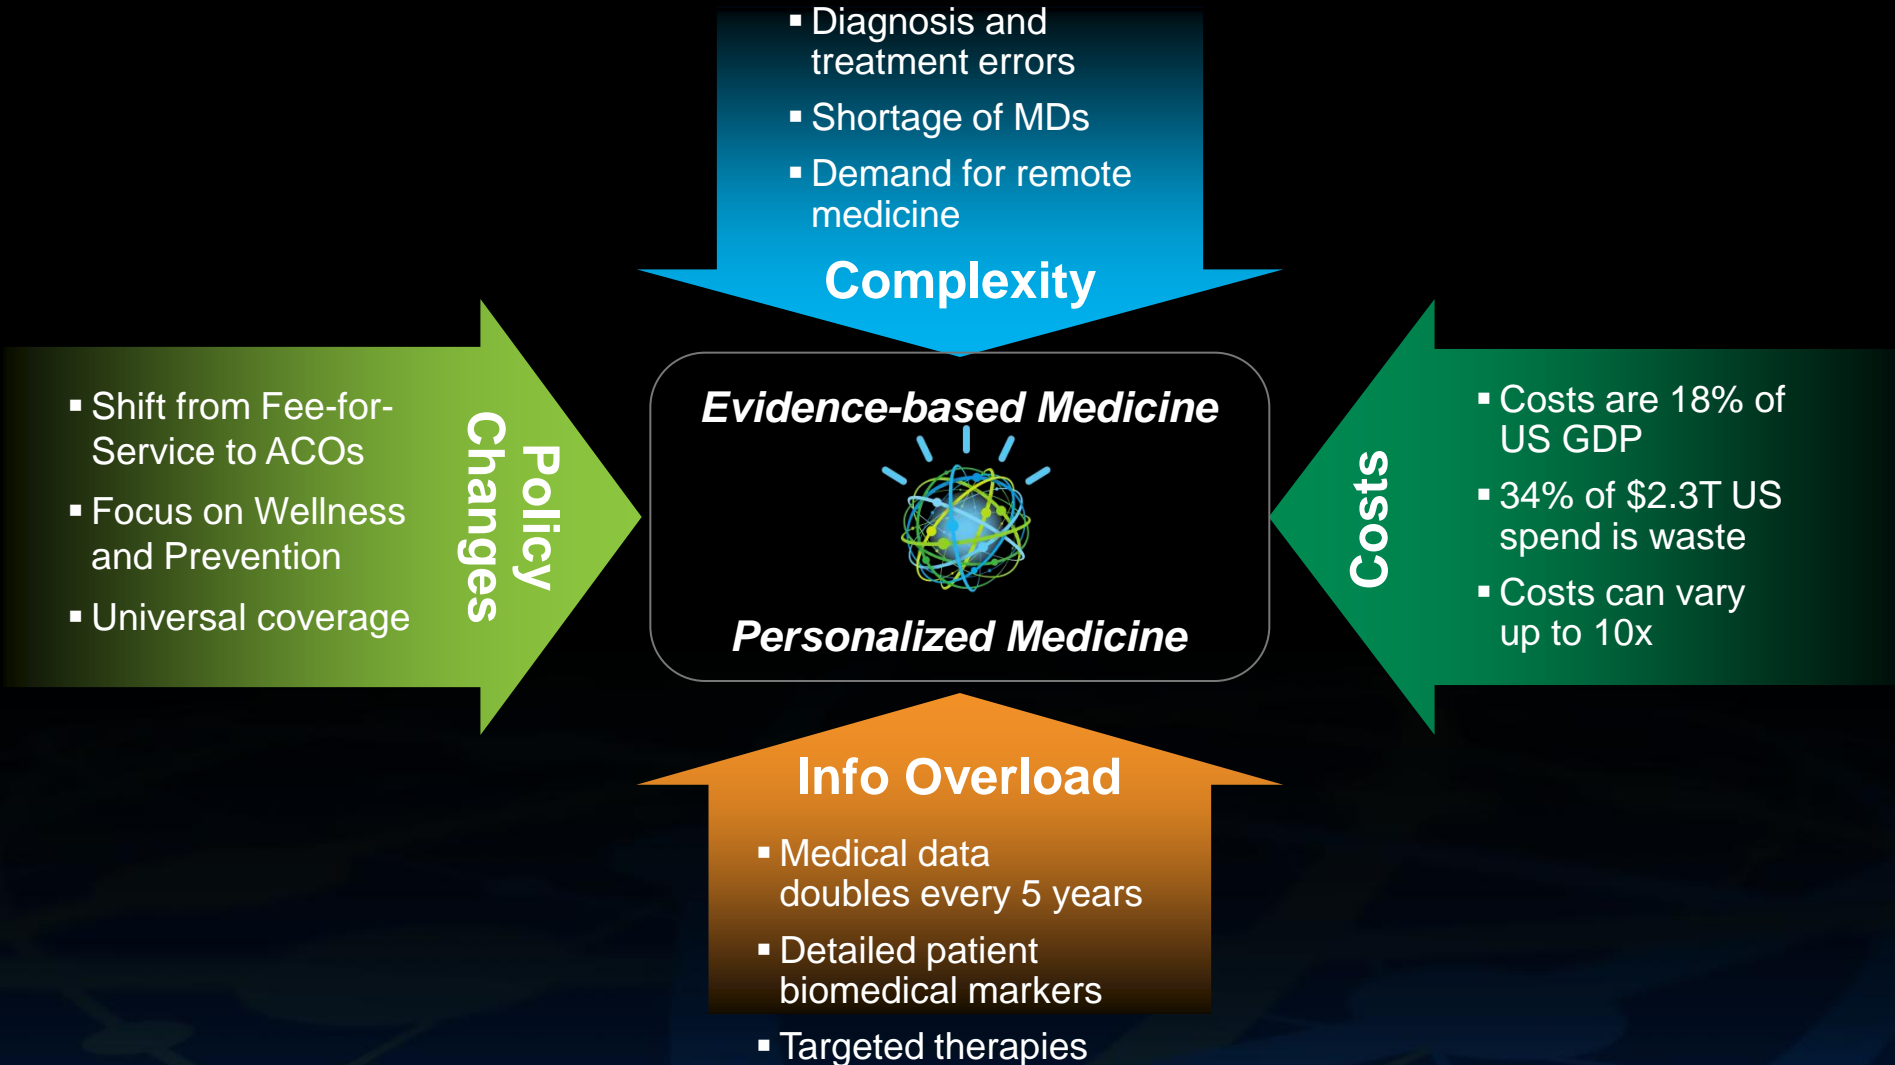 ▪ Diagnosis and
treatment errors
▪ Shortage of MDs
▪ Demand for remote
medicine
Complexity
▪ Shift from Fee-for-
Service to ACOs
▪ Focus on Wellness
and Prevention
▪ Universal coverage
Policy
Changes
Evidence-based Medicine
Personalized Medicine
Costs
▪ Costs are 18% of
US GDP
▪ 34% of $2.3T US
spend is waste
▪ Costs can vary
up to 10x
Info Overload
▪ Medical data
doubles every 5 years
▪ Detailed patient
biomedical markers
▪ Targeted therapies